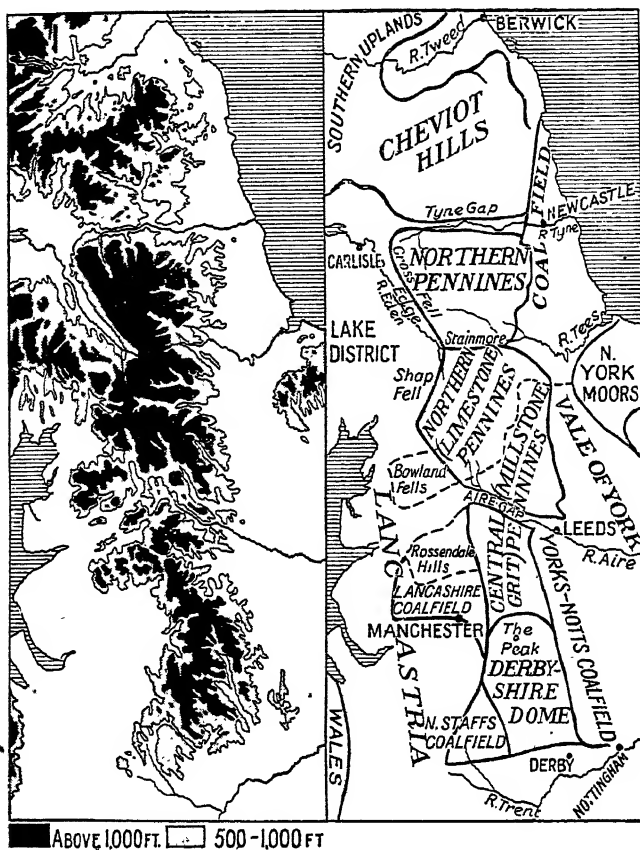 SOUTHERN UPLANDS
BERWICK
R. Tweed
CHEVIOT
HILLS
COALFIELD
Tyne Gap
NEWCASTLE
R. Tyne
CARLISLE
Cross Fell
Edge
R. Eden
NORTHERN
PENNINES
LAKE
DISTRICT
Stainmore
R. Tees
N.
YORK
MOORS
Shap
Fell
NORTHERN
(LIMESTONE
PENNINES
MILLSTONE
PENNINES
VALE OF YORK
Bowland
Fells
AIRE GAP
LEEDS
R. Aire
LANCASTRIA
Rossendale
Hills
CENTRAL
GRIT) PEN
LANCASHIRE
COALFIELD
MANCHESTER
YORKS-NOTTS COALFIELD
The
Peak
DERBY-
SHIRE
DOME
N. STAFFS
COALFIELD
WALES
DERBY
NOTTINGHAM
R. Trent
ABOVE 1,000 FT. 500-1,000 FT